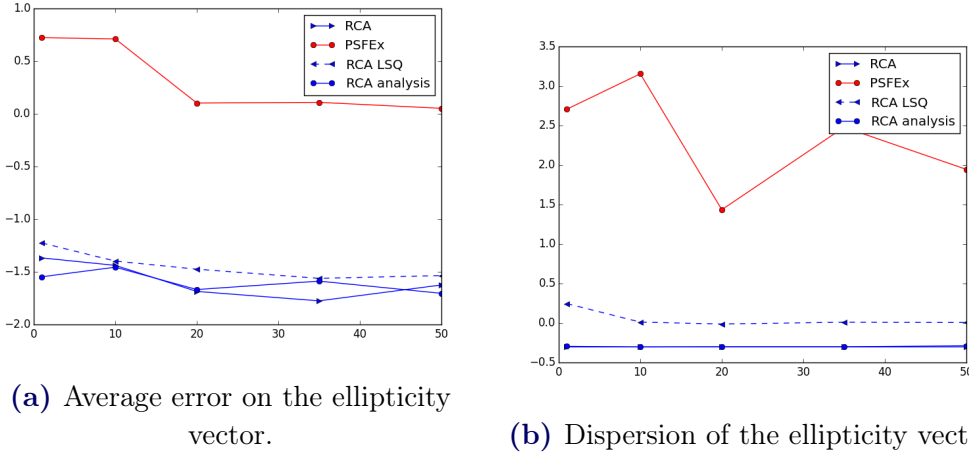 1.0
0.5
0.0
−0.5
−1.0
−1.5
−2.0
0 10 20 30 40 50
RCA
PSFEx
RCA LSQ
RCA analysis
(a) Average error on the ellipticity
vector.
3.5
3.0
2.5
2.0
1.5
1.0
0.5
0.0
−0.5
0 10 20 30 40 50
RCA
PSFEx
RCA LSQ
RCA analysis
(b) Dispersion of the ellipticity vect